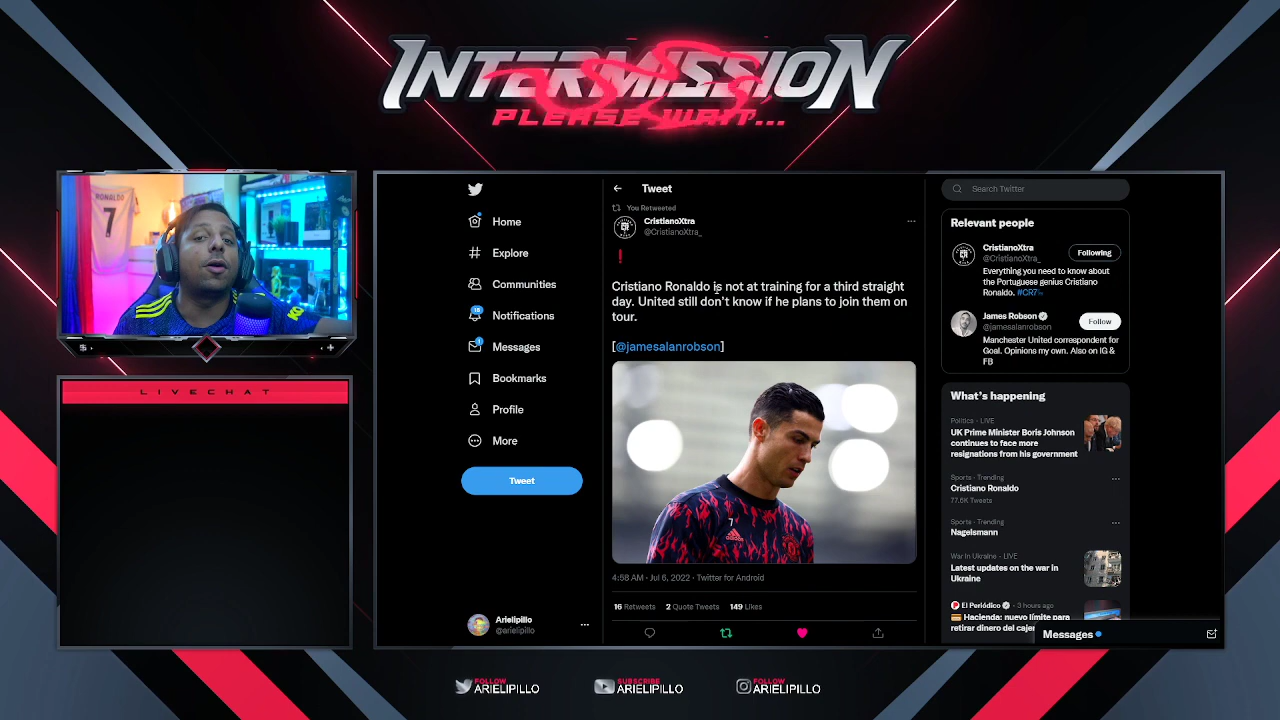 INTERMISSION
PLEASE WAIT...
RONALDO
7
LIVECHAT
Home
Explore
Communities
Notifications
Messages
Bookmarks
Profile
More
Tweet
Arielipillo
@arielipillo
Tweet
You Retweeted
CristianoXtra
@CristianoXtra_
❗
Cristiano Ronaldo is not at training for a third straight
day. United still don't know if he plans to join them on
tour.
[@jamesalanrobson]
7
adidas
4:58 AM · Jul 6, 2022 · Twitter for Android
16 Retweets 2 Quote Tweets 149 Likes
Search Twitter
Relevant people
CristianoXtra
@CristianoXtra_
Following
Everything you need to know about
the Portuguese genius Cristiano
Ronaldo. #CR7
James Robson
@jamesalanrobson
Follow
Manchester United correspondent for
Goal. Opinions my own. Also on IG &
FB
What's happening
Politics · LIVE
UK Prime Minister Boris Johnson
continues to face more
resignations from his government
Sports · Trending
Cristiano Ronaldo
77.6K Tweets
Sports · Trending
Nagelsmann
War in Ukraine · LIVE
Latest updates on the war in
Ukraine
El Periódico · 3 hours ago
Hacienda: nuevo límite para
retirar dinero del
Messages
FOLLOW
ARIELIPILLO
SUBSCRIBE
ARIELIPILLO
FOLLOW
ARIELIPILLO